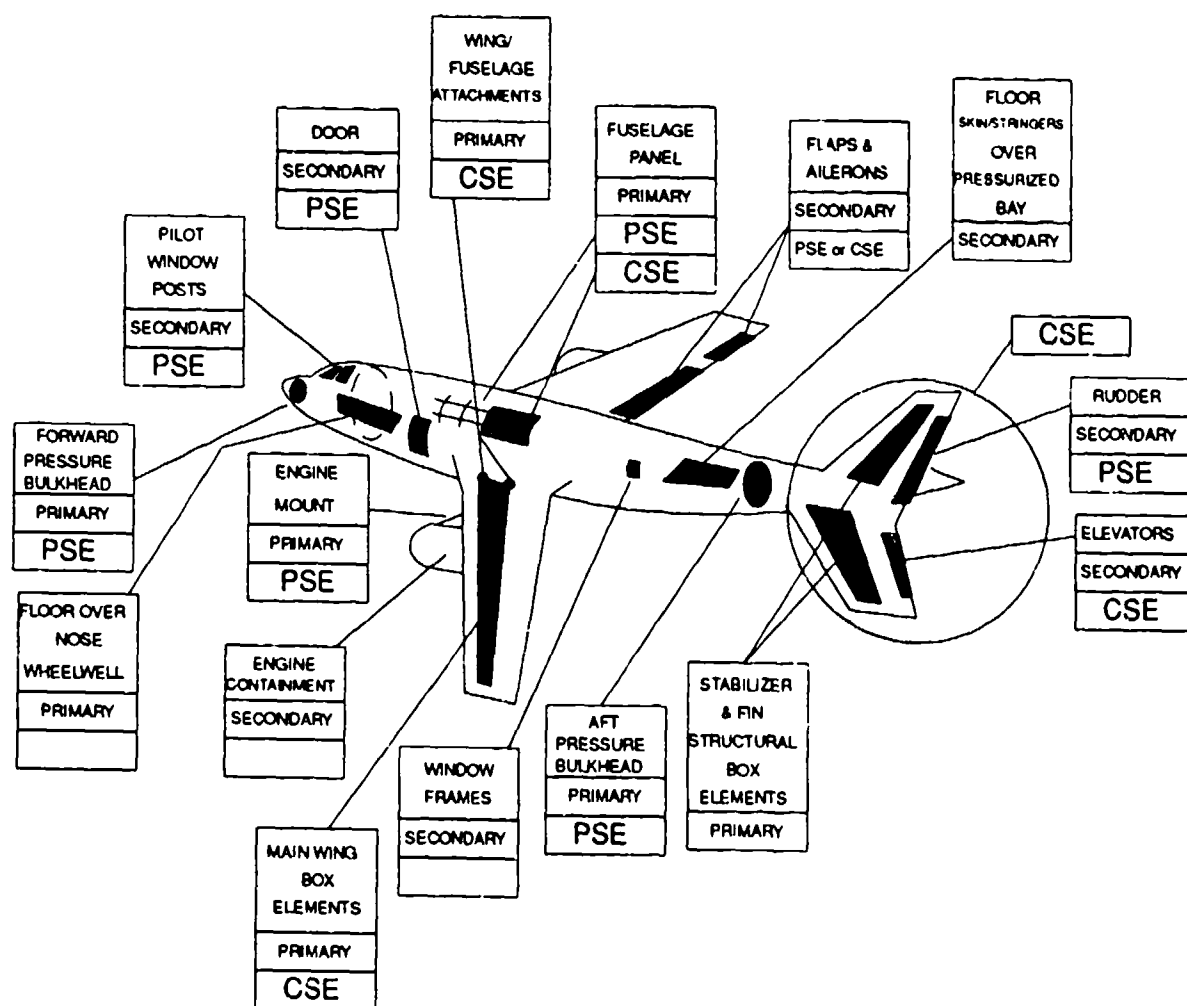 WING/
FUSELAGE
ATTACHMENTS
PRIMARY
CSE
DOOR
SECONDARY
PSE
FUSELAGE
PANEL
PRIMARY
PSE
CSE
FLAPS &
AILERONS
SECONDARY
PSE or CSE
FLOOR
SKIN/STRINGERS
OVER
PRESSURIZED
BAY
SECONDARY
PILOT
WINDOW
POSTS
SECONDARY
PSE
CSE
RUDDER
SECONDARY
PSE
FORWARD
PRESSURE
BULKHEAD
PRIMARY
PSE
ENGINE
MOUNT
PRIMARY
PSE
ELEVATORS
SECONDARY
CSE
FLOOR OVER
NOSE
WHEELWELL
PRIMARY
ENGINE
CONTAINMENT
SECONDARY
WINDOW
FRAMES
SECONDARY
AFT
PRESSURE
BULKHEAD
PRIMARY
PSE
STABILIZER
& FIN
STRUCTURAL
BOX
ELEMENTS
PRIMARY
MAIN WING
BOX
ELEMENTS
PRIMARY
CSE